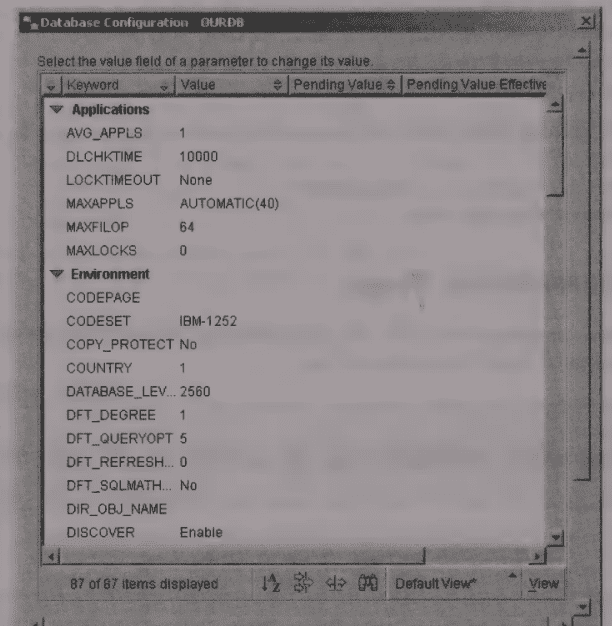 Database Configuration OURDB
Select the value field of a parameter to change its value.
Keyword Value Pending Value Pending Value Effective
Applications
AVG_APPLS 1
DLCHKTIME 10000
LOCKTIMEOUT None
MAXAPPLS AUTOMATIC(40)
MAXFILOP 64
MAXLOCKS 0
Environment
CODEPAGE
CODESET IBM-1252
COPY_PROTECT No
COUNTRY 1
DATABASE_LEV... 2560
DFT_DEGREE 1
DFT_QUERYOPT 5
DFT_REFRESH... 0
DFT_SQLMATH... No
DIR_OBJ_NAME
DISCOVER Enable
87 of 87 items displayed Default View* View